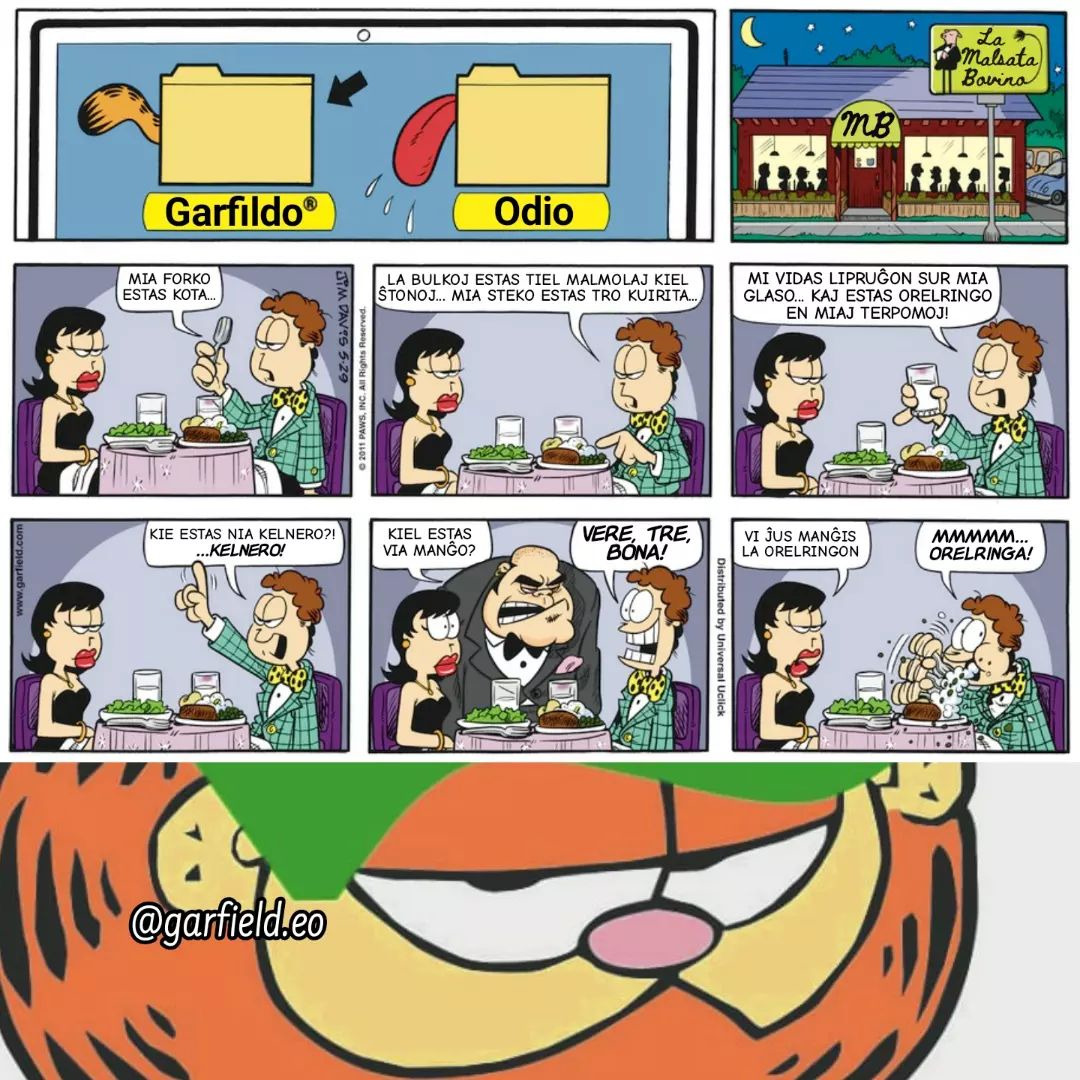 Garfildo®
Odio
La
Malsata
Bovino
MB
MIA FORKO
ESTAS KOTA...
JIM DAVIS 5-29
© 2011 PAWS, INC. All Rights Reserved.
LA BULKOJ ESTAS TIEL MALMOLAJ KIEL
ŜTONOJ... MIA STEKO ESTAS TRO KUIRITA...
MI VIDAS LIPRUĜON SUR MIA
GLASO... KAJ ESTAS ORELRINGO
EN MIAJ TERPOMOJ!
www.garfield.com
KIE ESTAS NIA KELNERO?!
...KELNERO!
KIEL ESTAS
VIA MANĜO?
VERE, TRE,
BONA!
Distributed by Universal Uclick
VI ĴUS MANĜIS
LA ORELRINGON
MMMMM...
ORELRINGA!
@garfield.eo